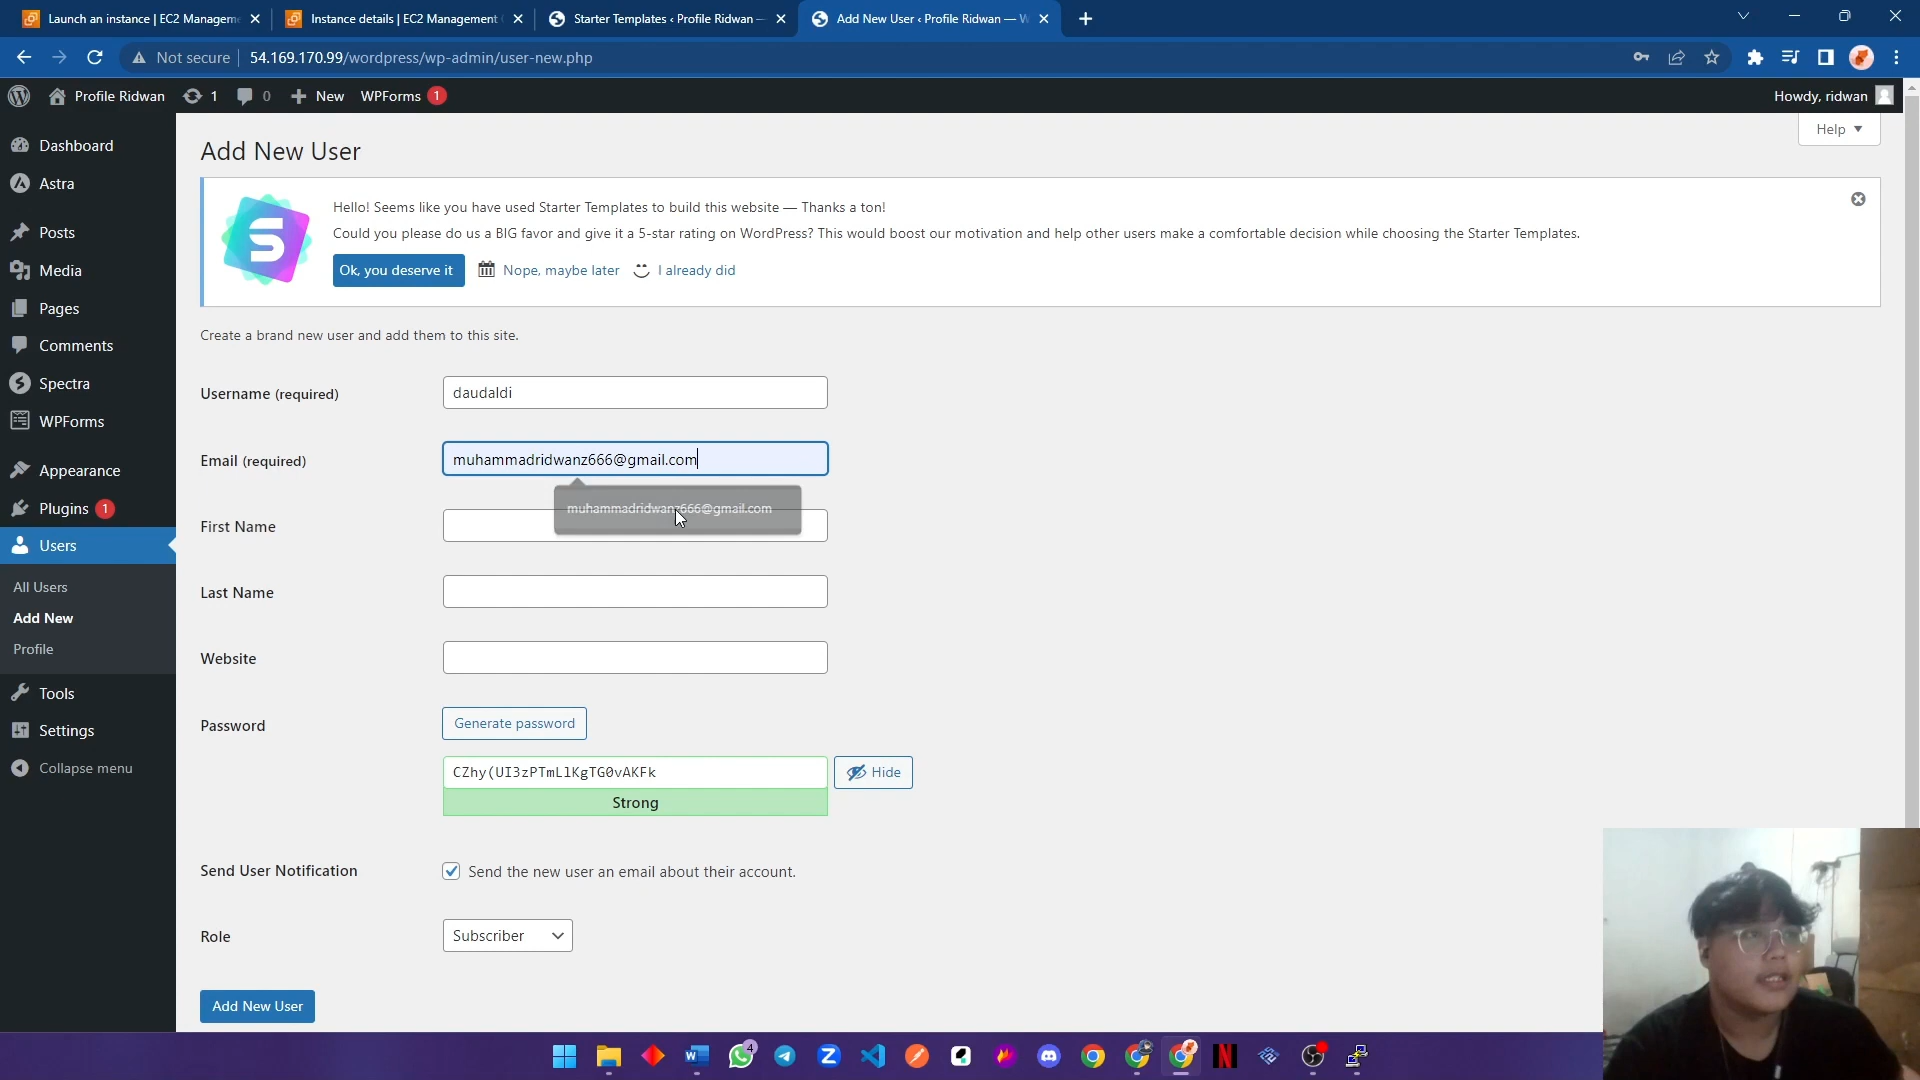 Launch an instance | EC2 Manageme
Instance details | EC2 Management
Starter Templates ‹ Profile Ridwan —
Add New User ‹ Profile Ridwan — W
Not secure
54.169.170.99/wordpress/wp-admin/user-new.php
Profile Ridwan
1
0
New
WPForms
1
Howdy, ridwan
Dashboard
Astra
Posts
Media
Pages
Comments
Spectra
WPForms
Appearance
Plugins
1
Users
All Users
Add New
Profile
Tools
Settings
Collapse menu
Help
Add New User
Hello! Seems like you have used Starter Templates to build this website — Thanks a ton!
Could you please do us a BIG favor and give it a 5-star rating on WordPress? This would boost our motivation and help other users make a comfortable decision while choosing the Starter Templates.
Ok, you deserve it
Nope, maybe later
I already did
Create a brand new user and add them to this site.
Username (required)
daudaldi
Email (required)
muhammadridwanz666@gmail.com
muhammadridwanz666@gmail.com
First Name
Last Name
Website
Password
Generate password
CZhy(UI3zPTmLlKgTG0vAKFk
Hide
Strong
Send User Notification
Send the new user an email about their account.
Role
Subscriber
Add New User
4